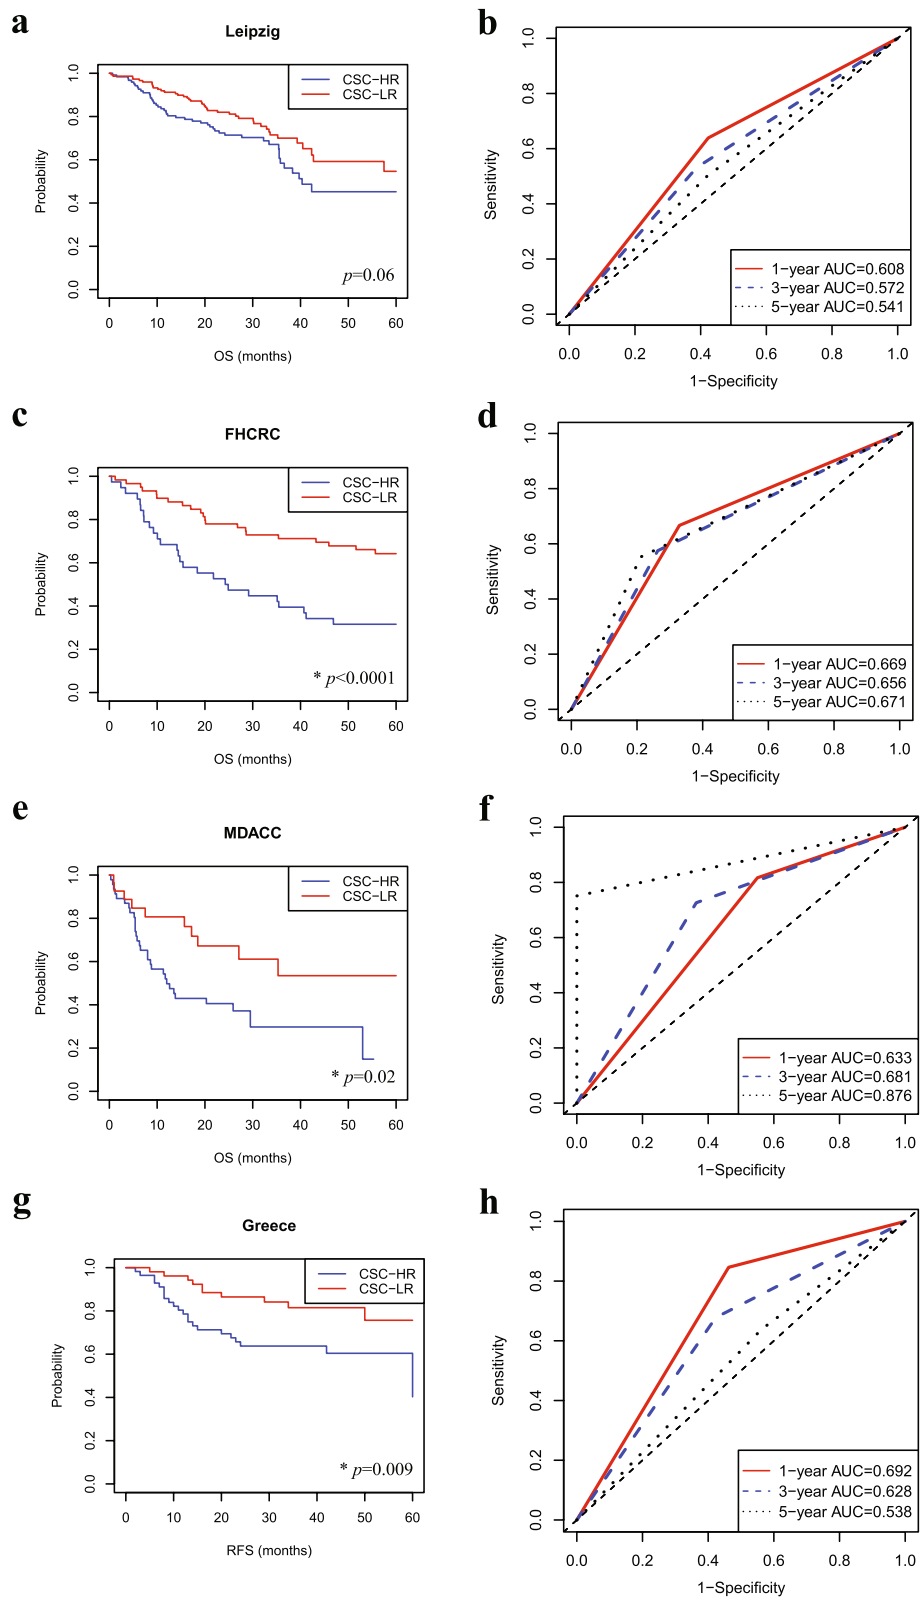 a
Leipzig
CSC-HR
CSC-LR
Probability
0.0 0.2 0.4 0.6 0.8 1.0
p=0.06
0 10 20 30 40 50 60
OS (months)
b
Sensitivity
0.0 0.2 0.4 0.6 0.8 1.0
1-year AUC=0.608
3-year AUC=0.572
5-year AUC=0.541
0.0 0.2 0.4 0.6 0.8 1.0
1-Specificity
c
FHCRC
CSC-HR
CSC-LR
Probability
0.0 0.2 0.4 0.6 0.8 1.0
* p<0.0001
0 10 20 30 40 50 60
OS (months)
d
Sensitivity
0.0 0.2 0.4 0.6 0.8 1.0
1-year AUC=0.669
3-year AUC=0.656
5-year AUC=0.671
0.0 0.2 0.4 0.6 0.8 1.0
1-Specificity
e
MDACC
CSC-HR
CSC-LR
Probability
0.0 0.2 0.4 0.6 0.8 1.0
* p=0.02
0 10 20 30 40 50 60
OS (months)
f
Sensitivity
0.0 0.2 0.4 0.6 0.8 1.0
1-year AUC=0.633
3-year AUC=0.681
5-year AUC=0.876
0.0 0.2 0.4 0.6 0.8 1.0
1-Specificity
g
Greece
CSC-HR
CSC-LR
Probability
0.0 0.2 0.4 0.6 0.8 1.0
* p=0.009
0 10 20 30 40 50 60
RFS (months)
h
Sensitivity
0.0 0.2 0.4 0.6 0.8 1.0
1-year AUC=0.692
3-year AUC=0.628
5-year AUC=0.538
0.0 0.2 0.4 0.6 0.8 1.0
1-Specificity